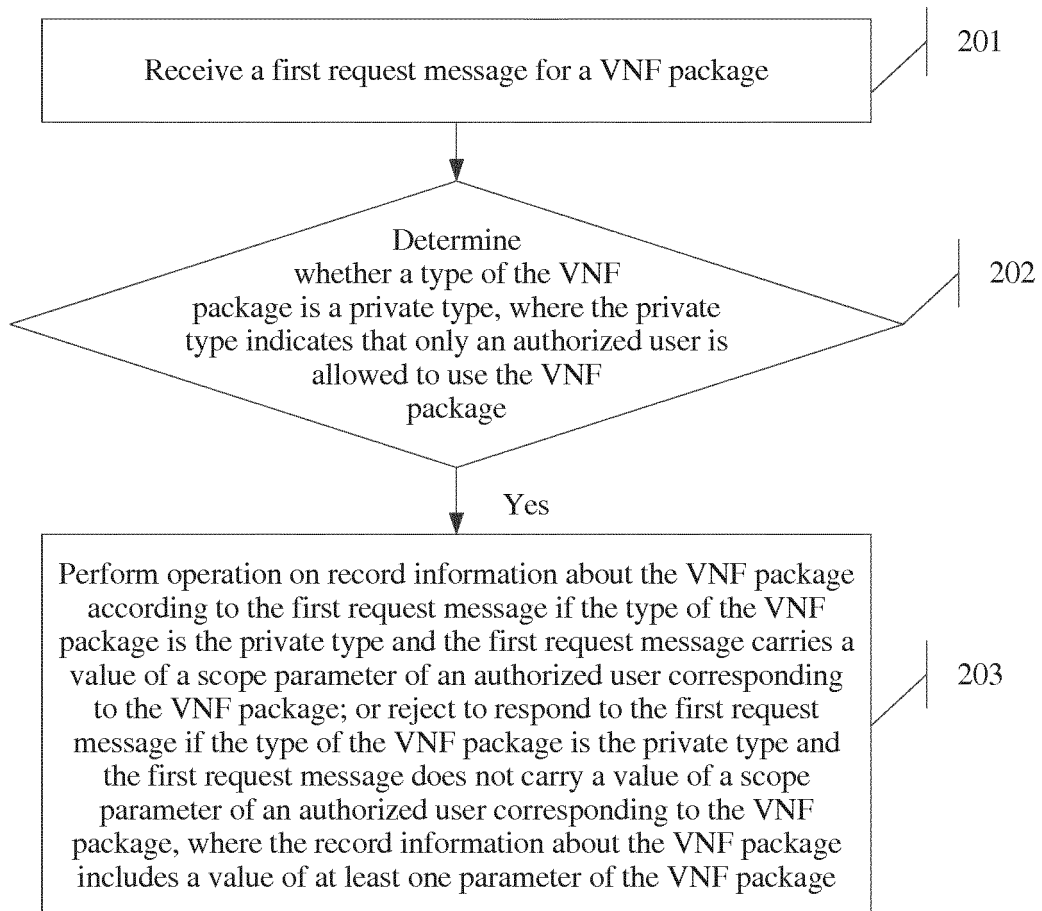 Receive a first request message for a VNF package
201
Determine
whether a type of the VNF
package is a private type, where the private
type indicates that only an authorized user is
allowed to use the VNF
package
202
Yes
Perform operation on record information about the VNF package
according to the first request message if the type of the VNF
package is the private type and the first request message carries a
value of a scope parameter of an authorized user corresponding
to the VNF package; or reject to respond to the first request
message if the type of the VNF package is the private type and
the first request message does not carry a value of a scope
parameter of an authorized user corresponding to the VNF
package, where the record information about the VNF package
includes a value of at least one parameter of the VNF package
203